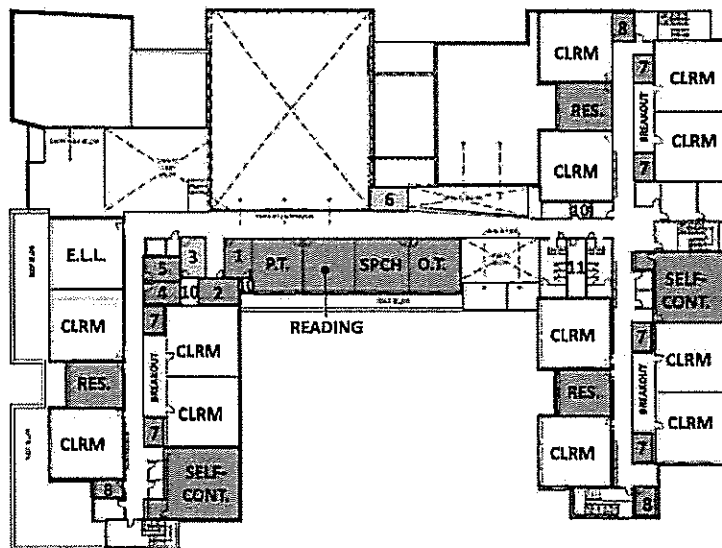 8
CLRM
7
CLRM
RES.
BREAKOUT
CLRM
CLRM
7
6
10
E.L.L.
3
1
P.T.
SPCH
O.T.
5
11
SELF-
CONT.
4
10
2
10
READING
CLRM
7
CLRM
CLRM
7
CLRM
BREAKOUT
RES.
CLRM
RES.
BREAKOUT
CLRM
CLRM
7
CLRM
7
SELF-
CONT.
8
8